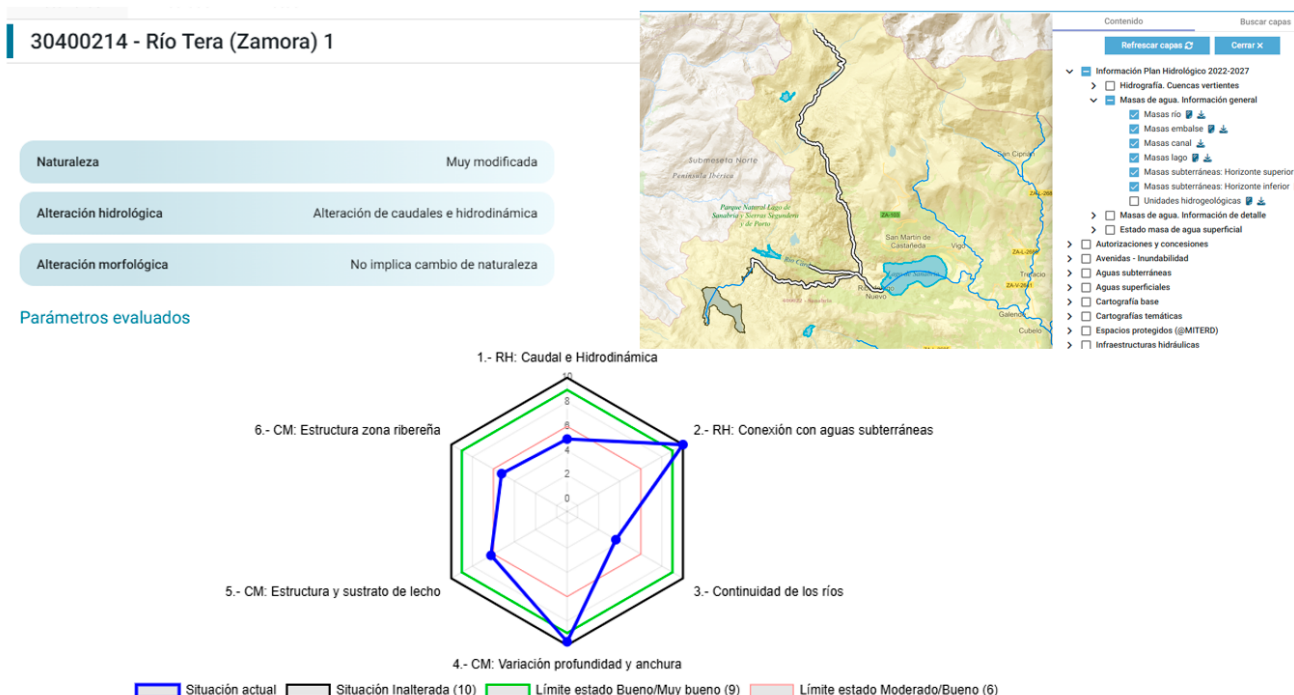 30400214 - Río Tera (Zamora) 1
Naturaleza Muy modificada
Alteración hidrológica Alteración de caudales e hidrodinámica
Alteración morfológica No implica cambio de naturaleza
Parámetros evaluados
Submeseta Norte
Península Ibérica
Parque Natural Lago de
Sanabria y Sierras Segundera
y de Porto
San Ciprián
ZA-103
San Martín de
Castañeda
Vigo
ZA-L-2698
Trefacio
ZA-V-2641
Nuevo
Galende
Cubelo
Contenido Buscar capas
Refrescar capas Cerrar ×
Información Plan Hidrológico 2022-2027
Hidrografía. Cuencas vertientes
Masas de agua. Información general
Masas río
Masas embalse
Masas canal
Masas lago
Masas subterráneas: Horizonte superior
Masas subterráneas: Horizonte inferior
Unidades hidrogeológicas
Masas de agua. Información de detalle
Estado masa de agua superficial
Autorizaciones y concesiones
Avenidas - Inundabilidad
Aguas subterráneas
Aguas superficiales
Cartografía base
Cartografías temáticas
Espacios protegidos (@MITERD)
Infraestructuras hidráulicas
1.- RH: Caudal e Hidrodinámica
10
8
6
4
2
0
6.- CM: Estructura zona ribereña
2.- RH: Conexión con aguas subterráneas
5.- CM: Estructura y sustrato de lecho
3.- Continuidad de los ríos
4.- CM: Variación profundidad y anchura
Situación actual Situación Inalterada (10) Límite estado Bueno/Muy bueno (9) Límite estado Moderado/Bueno (6)